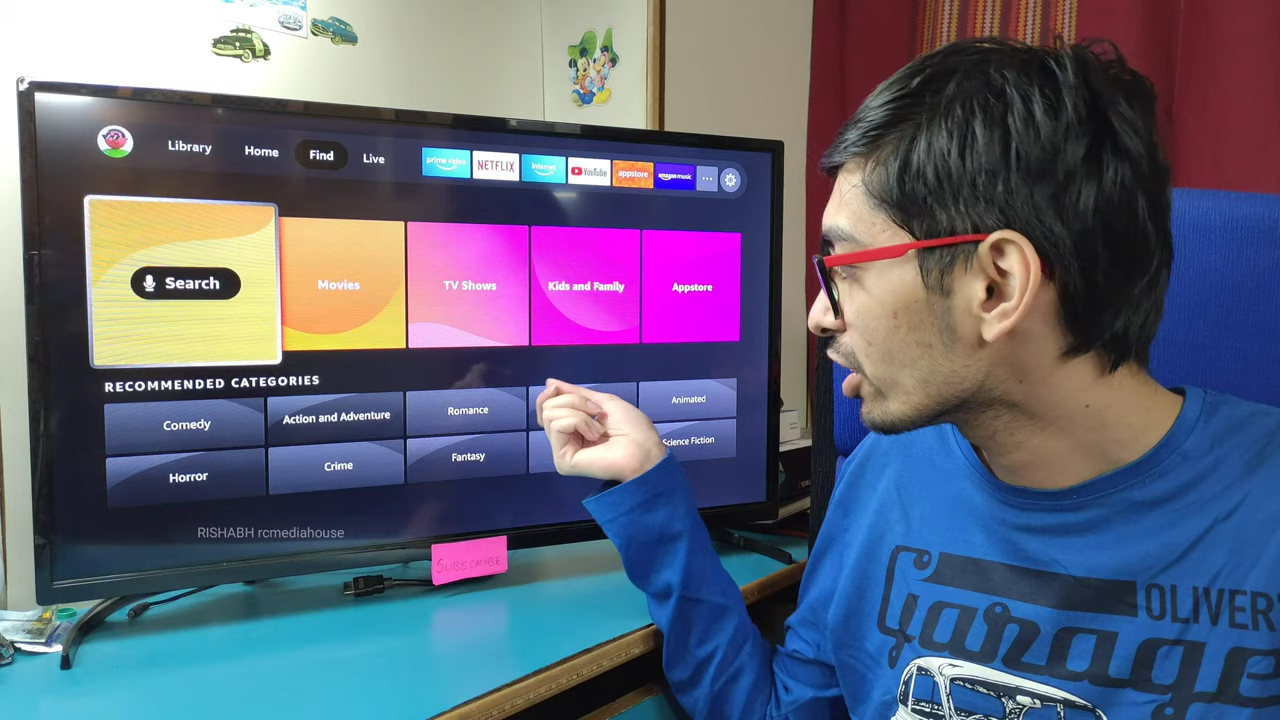 Library Home Find Live
prime video NETFLIX internet YouTube appstore amazon music
Search Movies TV Shows Kids and Family Appstore
RECOMMENDED CATEGORIES
Comedy Action and Adventure Romance Animated
Horror Crime Fantasy Science Fiction
RISHABH rcmediahouse
SUBSCRIBE
OLIVER
Garage